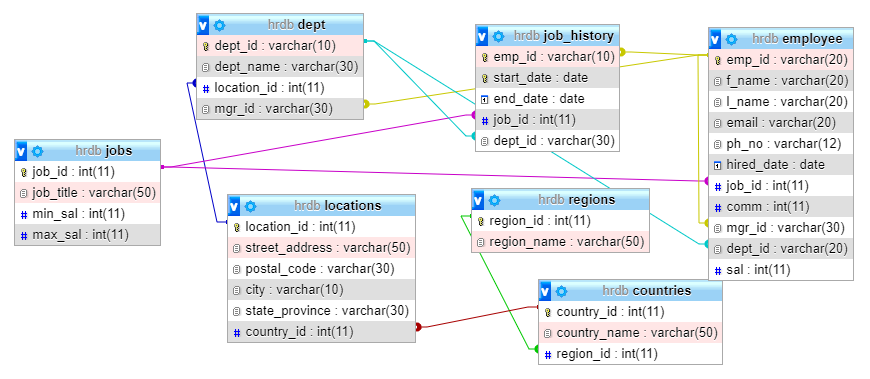 hrdb dept
dept_id : varchar(10)
dept_name : varchar(30)
location_id : int(11)
mgr_id : varchar(30)
hrdb job_history
emp_id : varchar(10)
start_date : date
end_date : date
job_id : int(11)
dept_id : varchar(30)
hrdb employee
emp_id : varchar(20)
f_name : varchar(20)
l_name : varchar(20)
email : varchar(20)
ph_no : varchar(12)
hired_date : date
job_id : int(11)
comm : int(11)
mgr_id : varchar(30)
dept_id : varchar(20)
sal : int(11)
hrdb jobs
job_id : int(11)
job_title : varchar(50)
min_sal : int(11)
max_sal : int(11)
hrdb locations
location_id : int(11)
street_address : varchar(50)
postal_code : varchar(30)
city : varchar(10)
state_province : varchar(30)
country_id : int(11)
hrdb regions
region_id : int(11)
region_name : varchar(50)
hrdb countries
country_id : int(11)
country_name : varchar(50)
region_id : int(11)